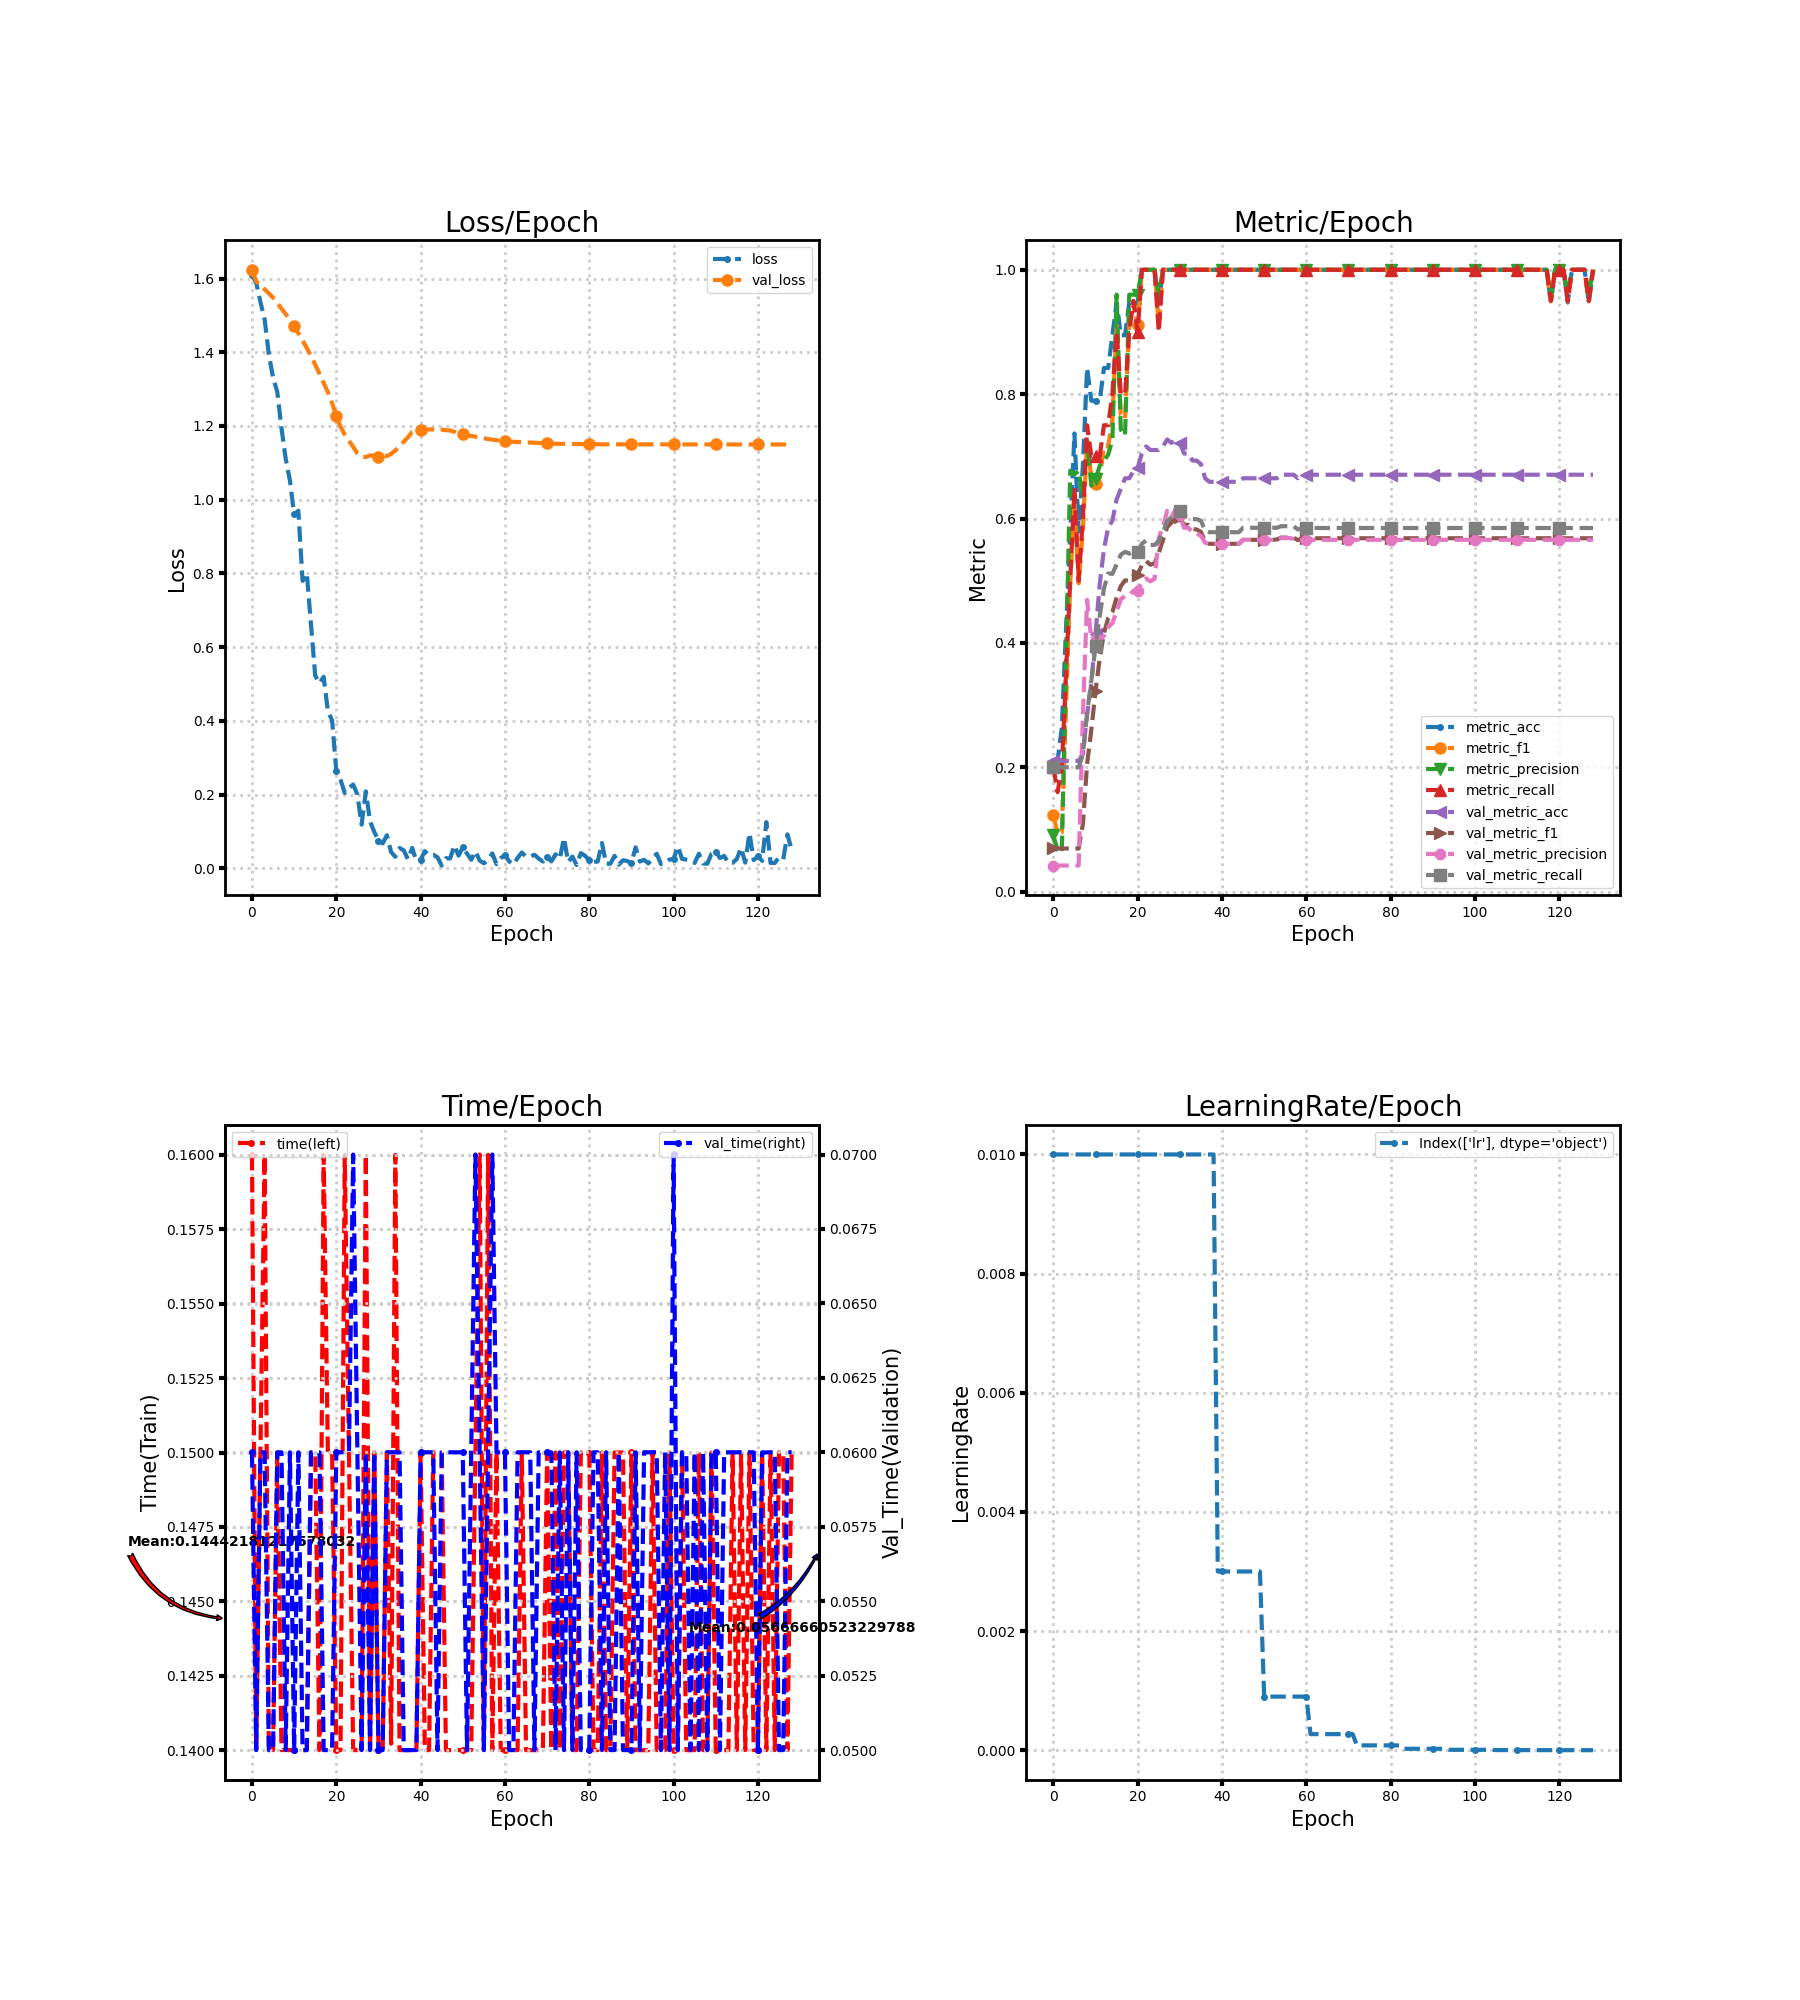 Loss/Epoch
loss
val_loss
1.6
1.4
1.2
1.0
0.8
0.6
0.4
0.2
0.0
Loss
0 20 40 60 80 100 120
Epoch
Metric/Epoch
1.0
0.8
0.6
0.4
0.2
0.0
Metric
metric_acc
metric_f1
metric_precision
metric_recall
val_metric_acc
val_metric_f1
val_metric_precision
val_metric_recall
0 20 40 60 80 100 120
Epoch
Time/Epoch
time(left)
val_time(right)
0.1600
0.1575
0.1550
0.1525
0.1500
0.1475
0.1450
0.1425
0.1400
Time(Train)
0.0700
0.0675
0.0650
0.0625
0.0600
0.0575
0.0550
0.0525
0.0500
Val_Time(Validation)
Mean:0.05666660523229788
0 20 40 60 80 100 120
Epoch
LearningRate/Epoch
Index(['lr'], dtype='object')
0.010
0.008
0.006
0.004
0.002
0.000
LearningRate
0 20 40 60 80 100 120
Epoch